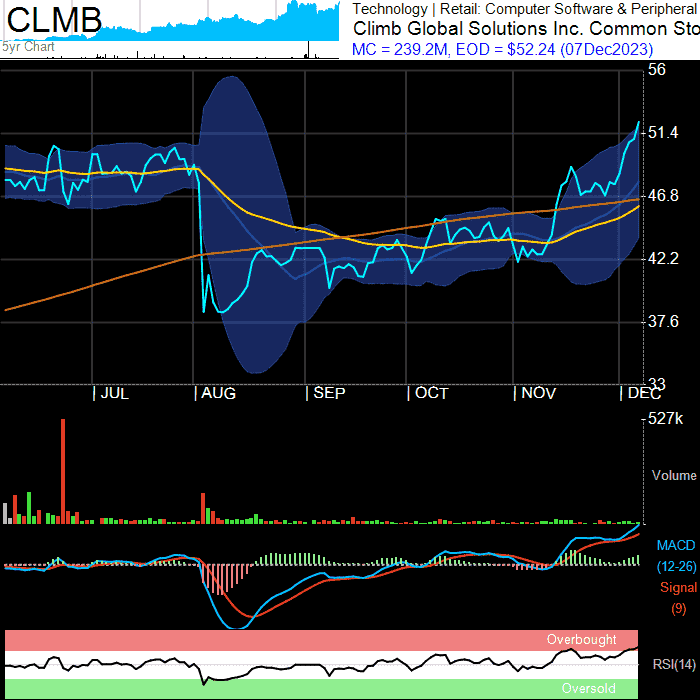 CLMB
5yr Chart
Technology | Retail: Computer Software & Peripheral
Climb Global Solutions Inc. Common Sto
MC = 239.2M, EOD = $52.24 (07Dec2023)
56
51.4
46.8
42.2
37.6
33
| JUL | AUG | SEP | OCT | NOV | DEC
527k
Volume
MACD
(12-26)
Signal
(9)
Overbought
RSI(14)
Oversold